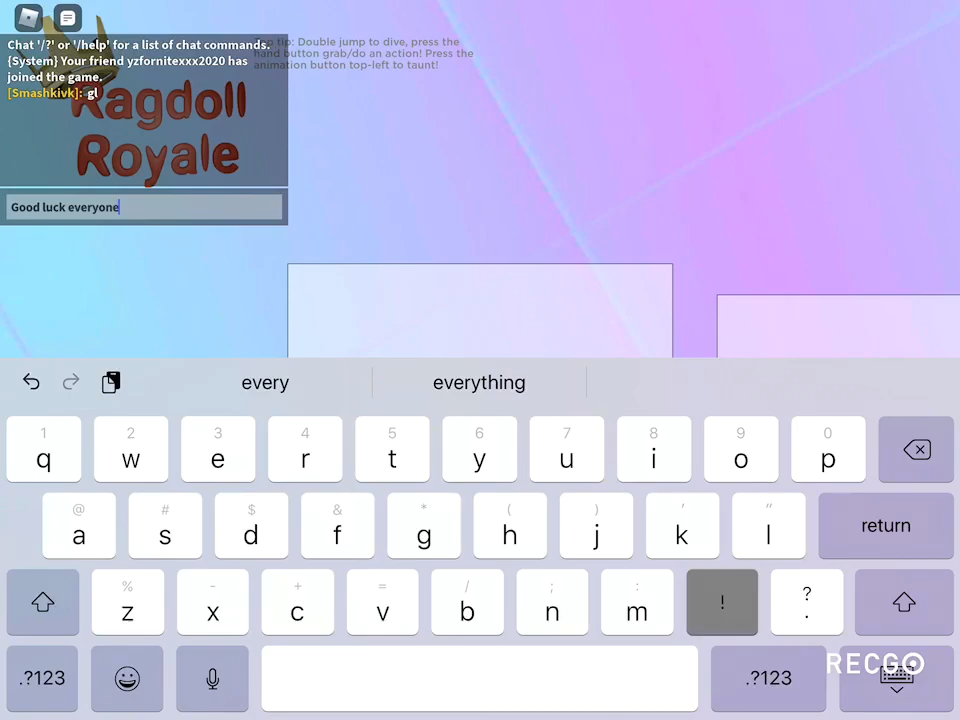 Chat '/?' or '/help' for a list of chat commands.
{System} Your friend yzfornitexxx2020 has
joined the game.
[Smashkivk]: gl
Ragdoll
Royale
tip: Double jump to dive, press the
hand button grab/do an action! Press the
animation button top-left to taunt!
Good luck everyone
every everything
1 2 3 4 5 6 7 8 9 0
q w e r t y u i o p
@ # $ & * ( ) ' "
a s d f g h j k l return
% - + = / ; : ?
z x c v b n m ! .
.?123 .?123
RECGO